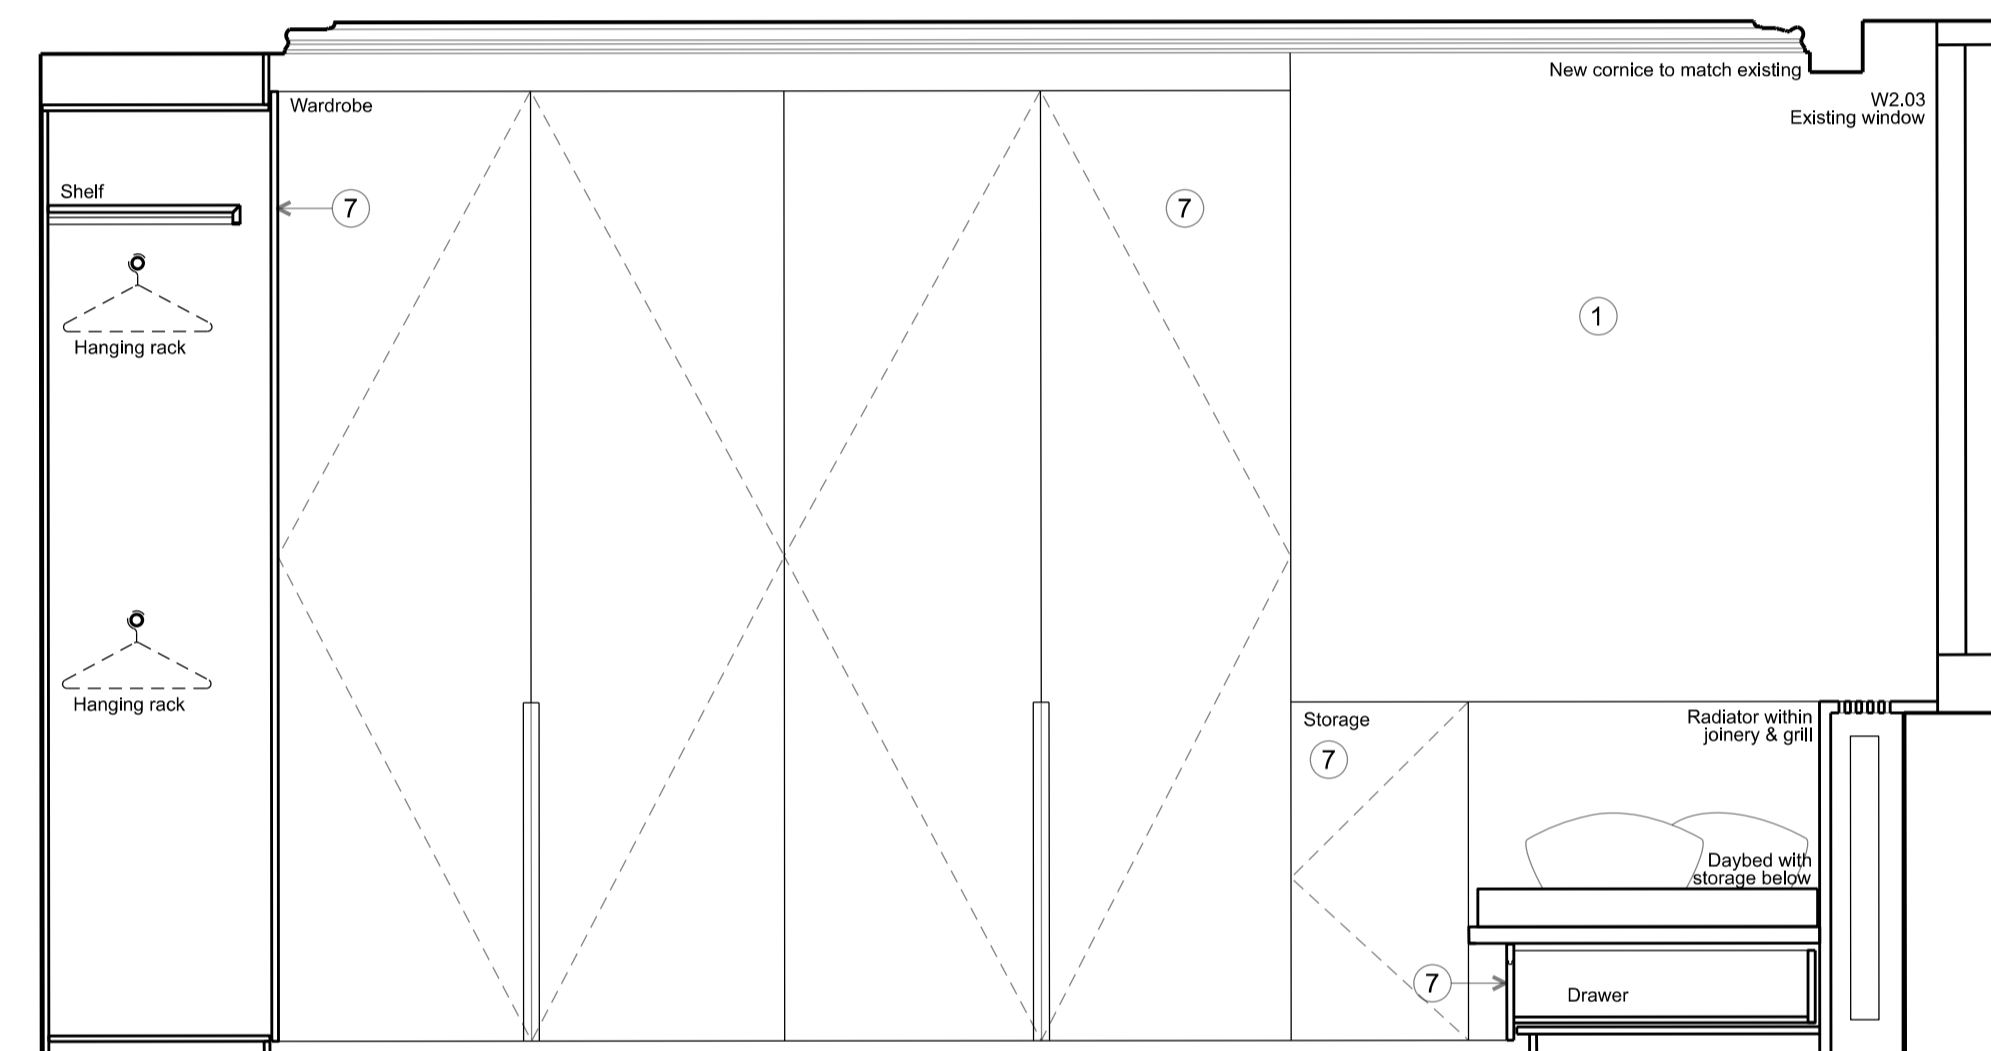 New cornice to match existing
W2.03
Existing window
Wardrobe
Shelf
7
7
1
Hanging rack
Hanging rack
Storage
7
Radiator within
joinery & grill
Daybed with
storage below
7
Drawer